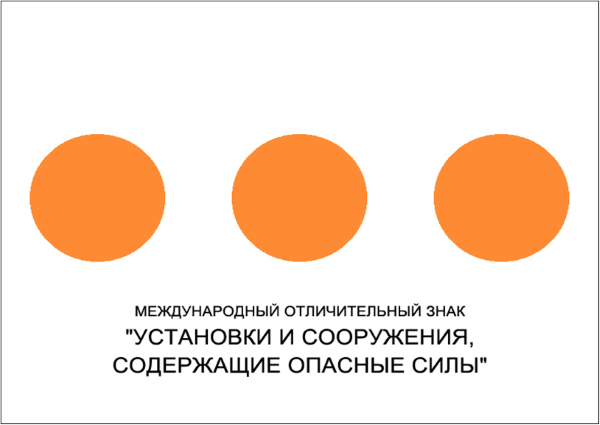 МЕЖДУНАРОДНЫЙ ОТЛИЧИТЕЛЬНЫЙ ЗНАК
"УСТАНОВКИ И СООРУЖЕНИЯ,
СОДЕРЖАЩИЕ ОПАСНЫЕ СИЛЫ"